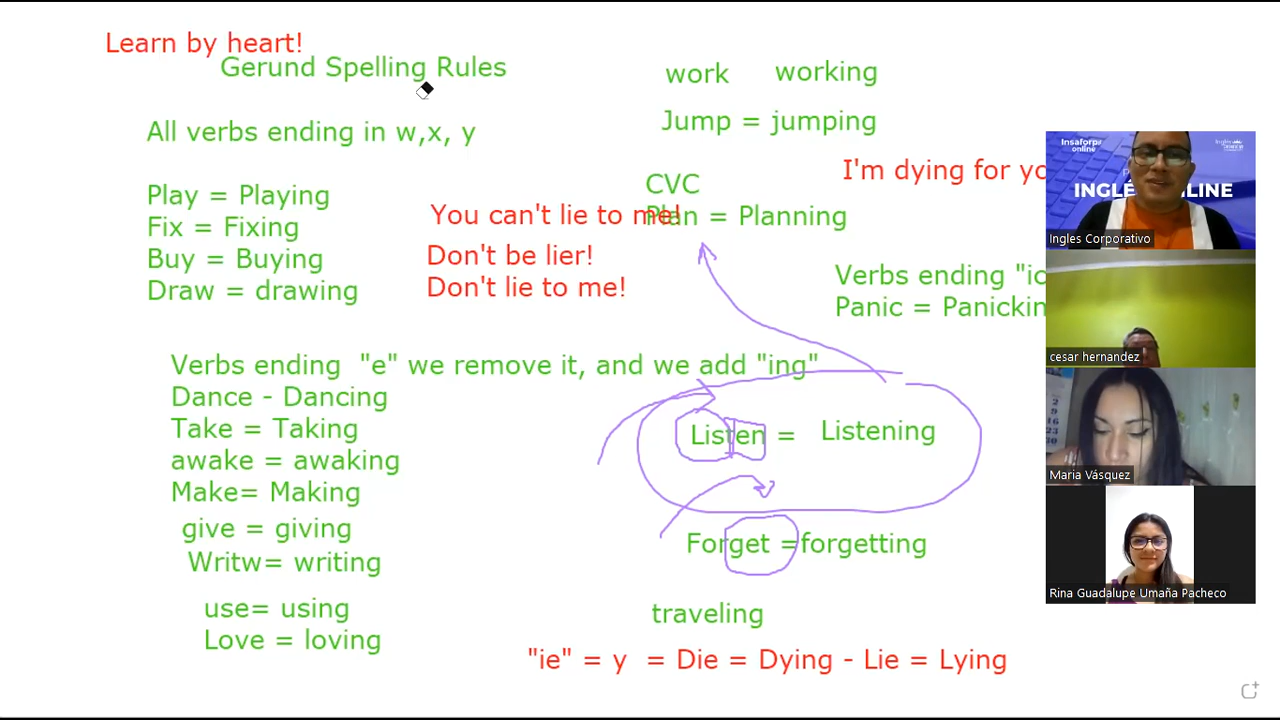 Learn by heart!
Gerund Spelling Rules
All verbs ending in w,x, y
Play = Playing
Fix = Fixing
Buy = Buying
Draw = drawing
You can't lie to me!
Don't be lier!
Don't lie to me!
Verbs ending "e" we remove it, and we add "ing"
Dance - Dancing
Take = Taking
awake = awaking
Make= Making
give = giving
Writw= writing
use= using
Love = loving
work working
Jump = jumping
I'm dying for yo
CVC
Plan = Planning
Verbs ending "ic
Panic = Panickin
Listen = Listening
Forget =forgetting
traveling
"ie" = y = Die = Dying - Lie = Lying
Insaforp
online
INGLÉ ONLINE
Ingles Corporativo
cesar hernandez
Maria Vásquez
Rina Guadalupe Umaña Pacheco